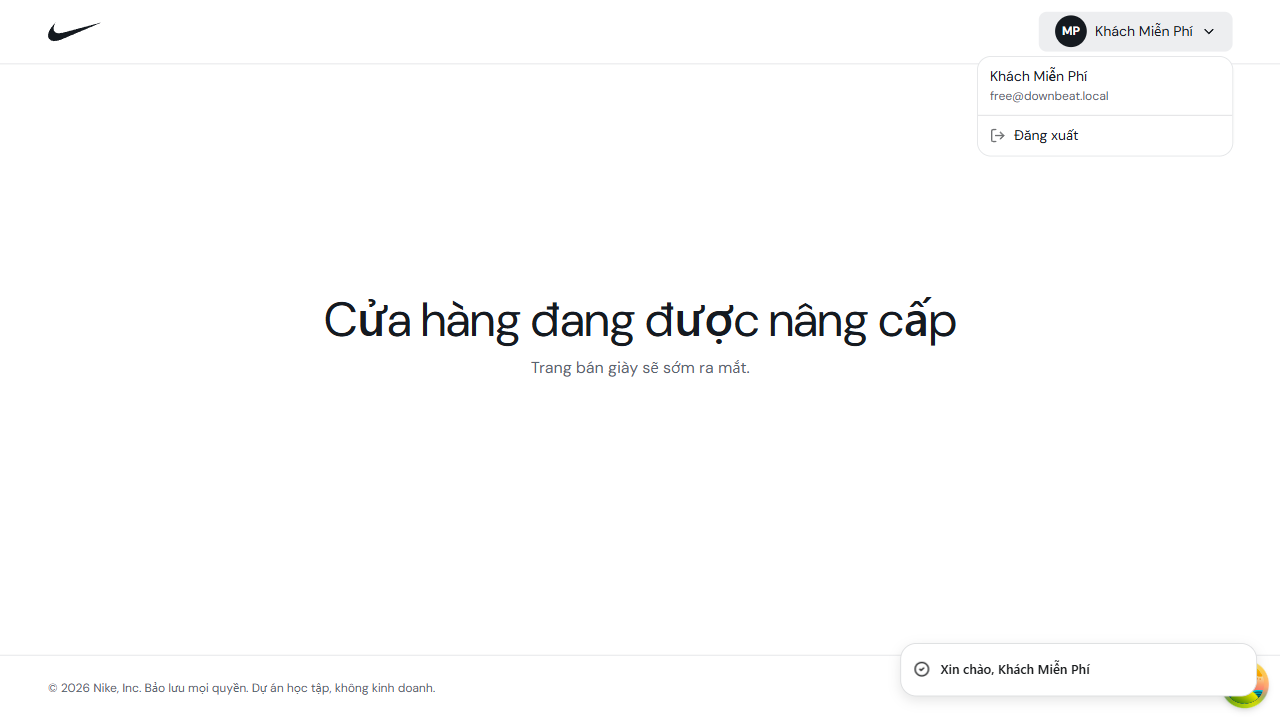 MP Khách Miễn Phí
Khách Miễn Phí
free@downbeat.local
Đăng xuất
Cửa hàng đang được nâng cấp
Trang bán giày sẽ sớm ra mắt.
© 2026 Nike, Inc. Bảo lưu mọi quyền. Dự án học tập, không kinh doanh.
Xin chào, Khách Miễn Phí